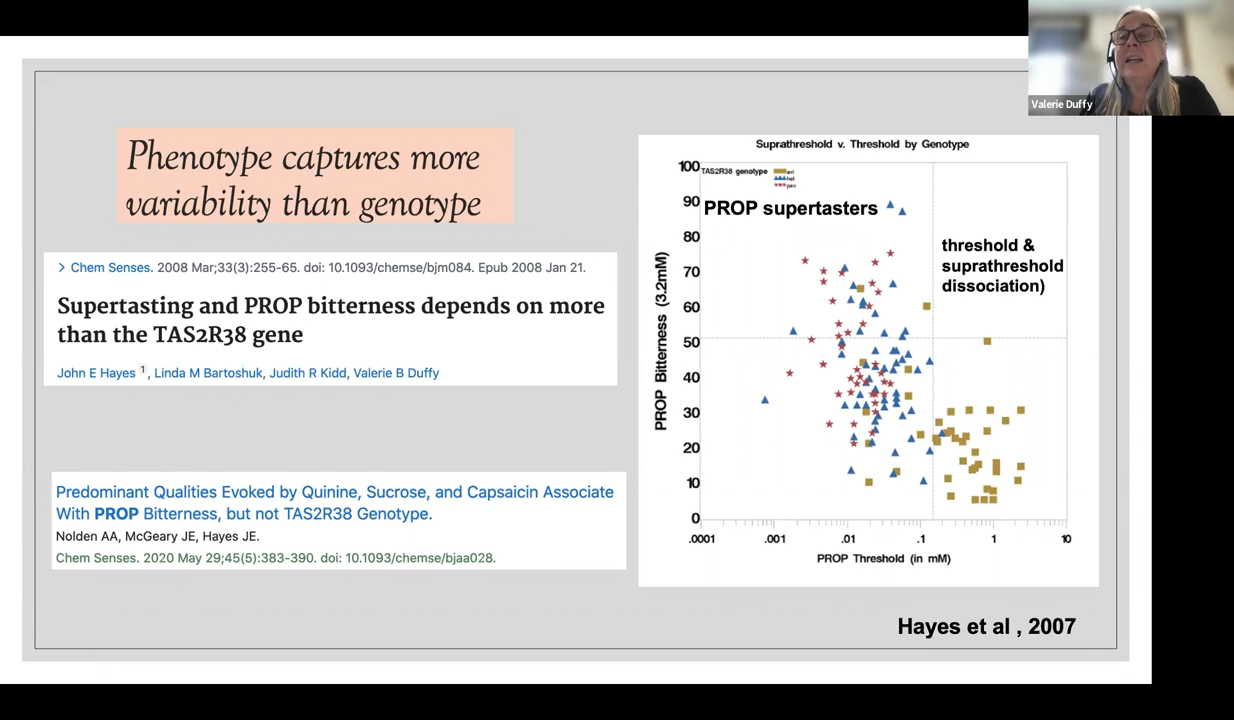 Valerie Duffy
Phenotype captures more
variability than genotype
> Chem Senses. 2008 Mar;33(3):255-65. doi: 10.1093/chemse/bjm084. Epub 2008 Jan 21.
Supertasting and PROP bitterness depends on more
than the TAS2R38 gene
John E Hayes 1, Linda M Bartoshuk, Judith R Kidd, Valerie B Duffy
Predominant Qualities Evoked by Quinine, Sucrose, and Capsaicin Associate
With PROP Bitterness, but not TAS2R38 Genotype.
Nolden AA, McGeary JE, Hayes JE.
Chem Senses. 2020 May 29;45(5):383-390. doi: 10.1093/chemse/bjaa028.
Suprathreshold v. Threshold by Genotype
TAS2R38 genotype
het
PROP supertasters
threshold &
suprathreshold
dissociation)
PROP Bitterness (3.2mM)
100
90
80
70
60
50
40
30
20
10
0
.0001 .001 .01 .1 1 10
PROP Threshold (in mM)
Hayes et al , 2007